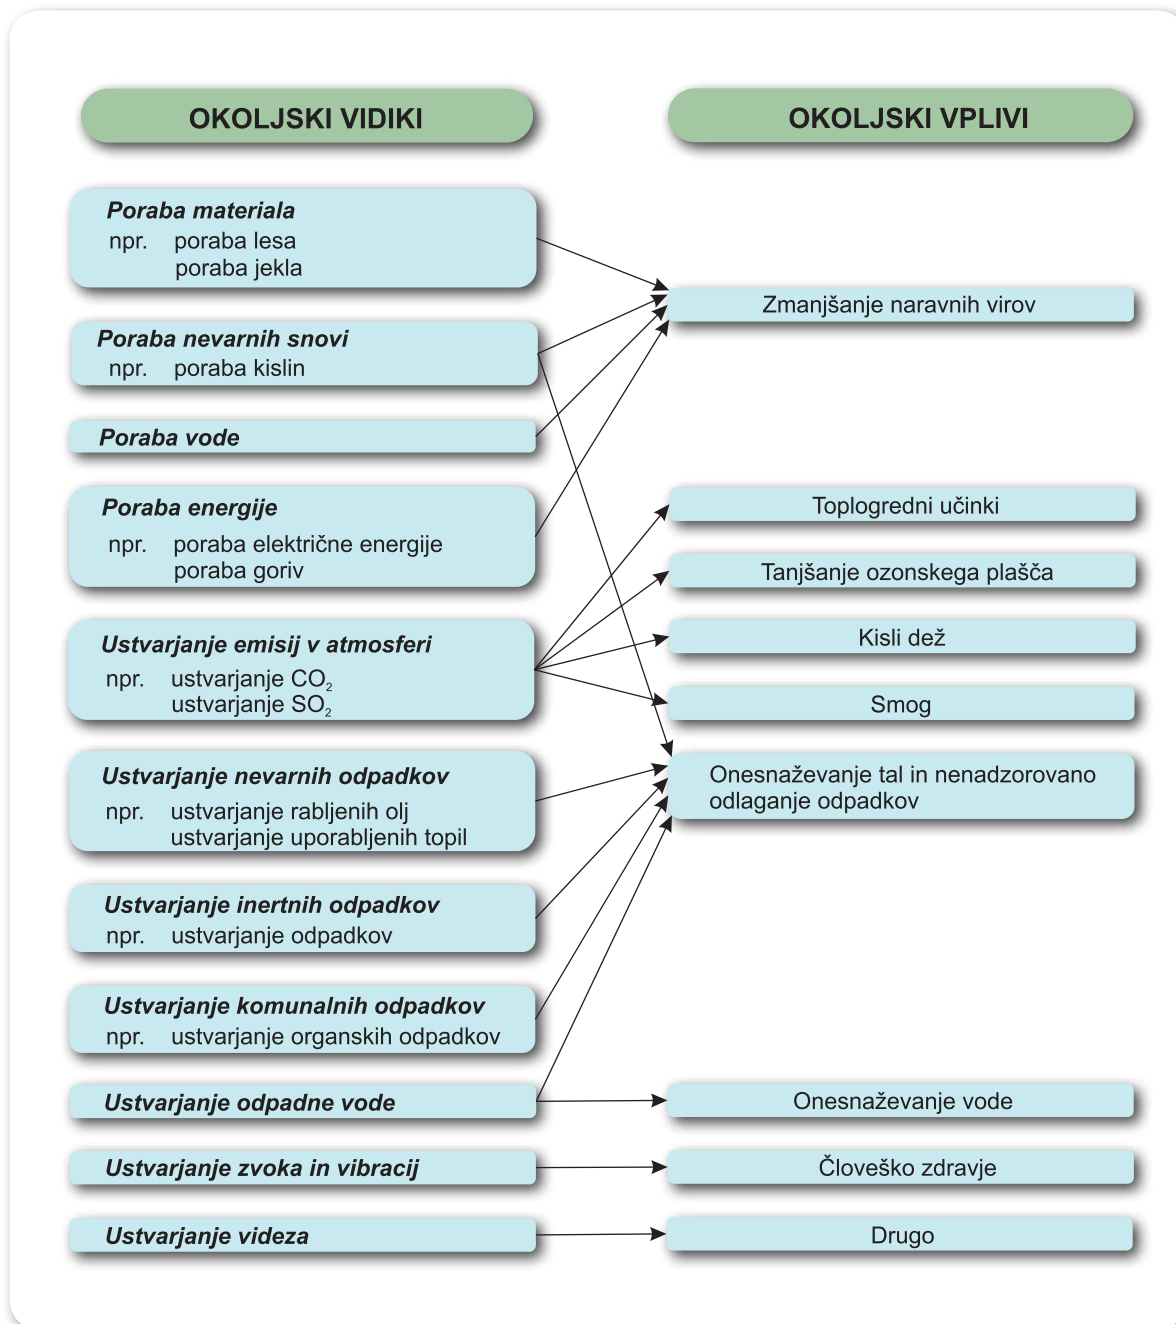 OKOLJSKI VIDIKI
Poraba materiala
npr. poraba lesa
poraba jekla
Poraba nevarnih snovi
npr. poraba kislin
Poraba vode
Poraba energije
npr. poraba električne energije
poraba goriv
Ustvarjanje emisij v atmosferi
npr. ustvarjanje CO₂
ustvarjanje SO₂
Ustvarjanje nevarnih odpadkov
npr. ustvarjanje rabljenih olj
ustvarjanje uporabljenih topil
Ustvarjanje inertnih odpadkov
npr. ustvarjanje odpadkov
Ustvarjanje komunalnih odpadkov
npr. ustvarjanje organskih odpadkov
Ustvarjanje odpadne vode
Ustvarjanje zvoka in vibracij
Ustvarjanje videza
OKOLJSKI VPLIVI
Zmanjšanje naravnih virov
Toplogredni učinki
Tanjšanje ozonskega plašča
Kisli dež
Smog
Onesnaževanje tal in nenadzorovano
odlaganje odpadkov
Onesnaževanje vode
Človeško zdravje
Drugo